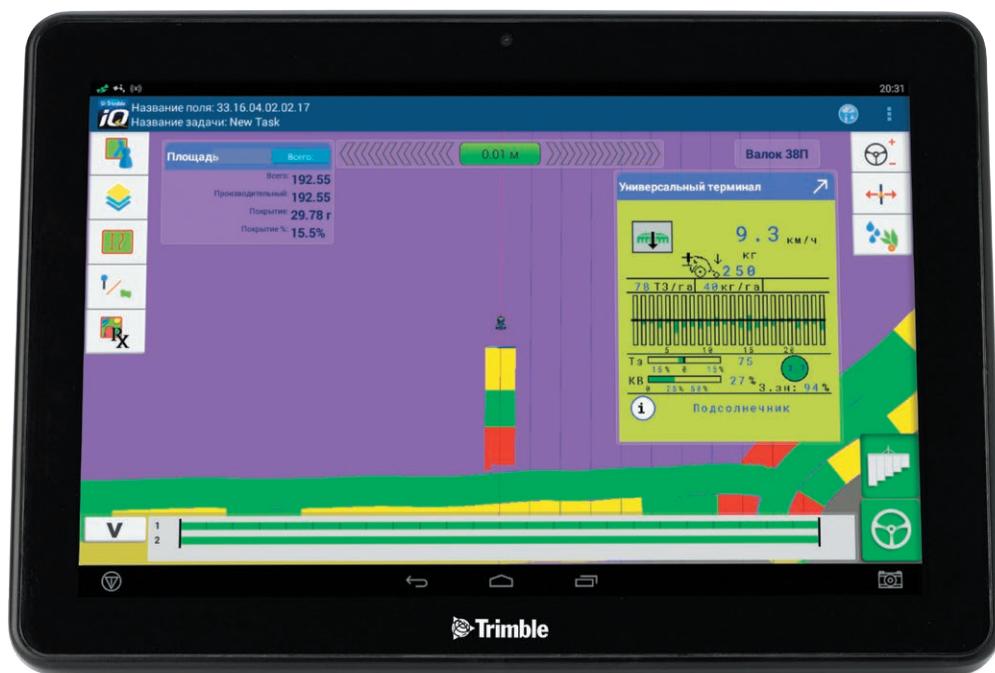 20:31
Trimble
iQ
Название поля: 33.16.04.02.02.17
Название задачи: New Task
Площадь
Всего:
Всего: 192.55
Производительный: 192.55
Покрытие: 29.78 г
Покрытие %: 15.5%
0.01 м
Валок 38П
Универсальный терминал
9.3 км/ч
кг
250
78 ТЗ/га 40 кг/га
5 10 15 20
Тз 75
15% 0 15%
КВ 27%
0 25% 50%
З.зн: 94%
i
Подсолнечник
Rx
V
1
2
Trimble